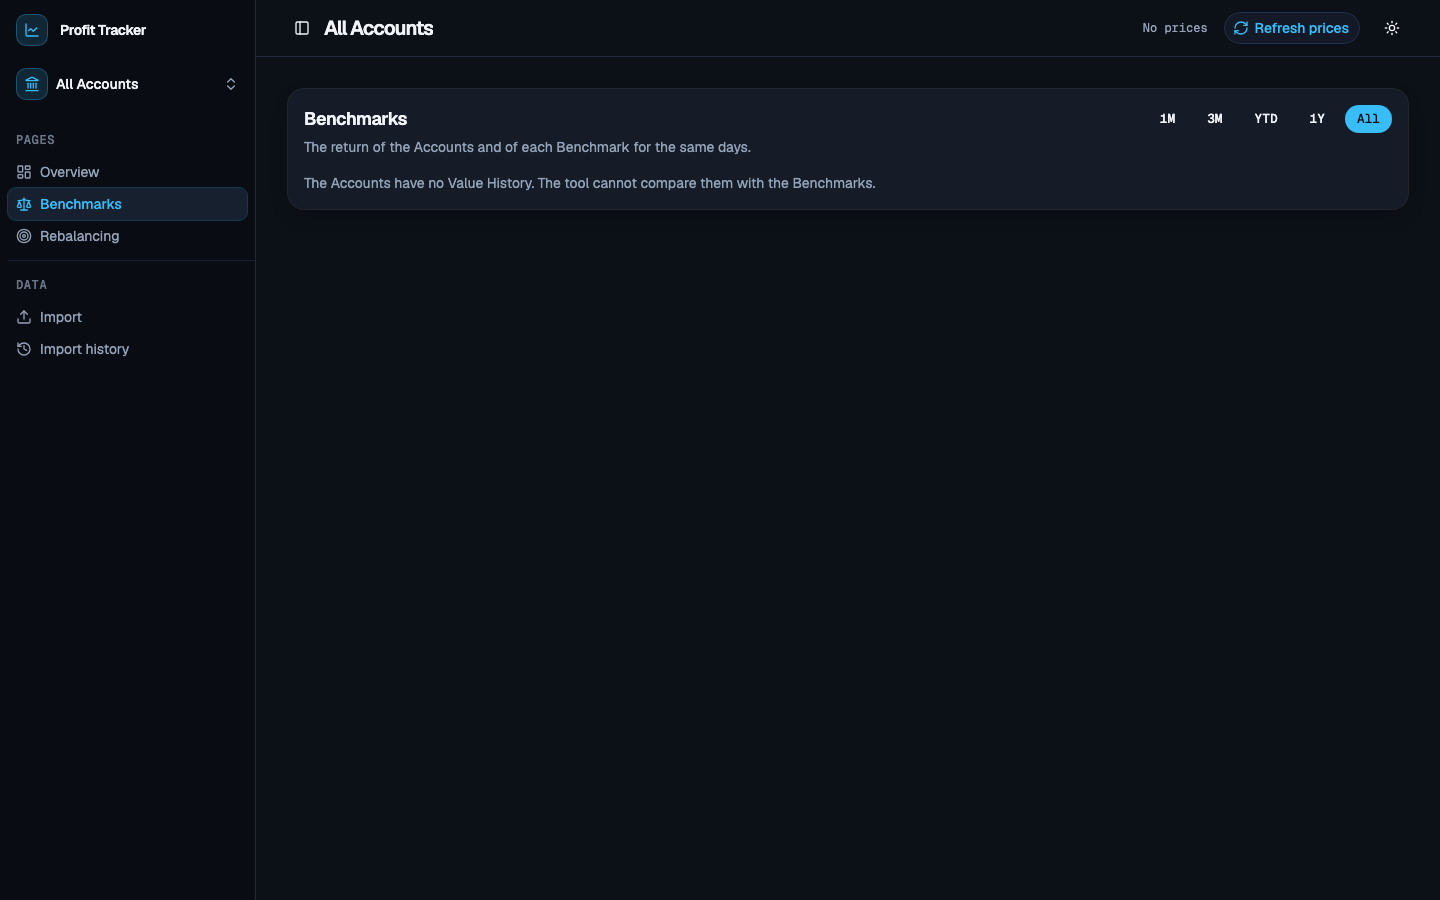 Profit Tracker
All Accounts
PAGES
Overview
Benchmarks
Rebalancing
DATA
Import
Import history
All Accounts
No prices
Refresh prices
Benchmarks
1M
3M
YTD
1Y
All
The return of the Accounts and of each Benchmark for the same days.
The Accounts have no Value History. The tool cannot compare them with the Benchmarks.